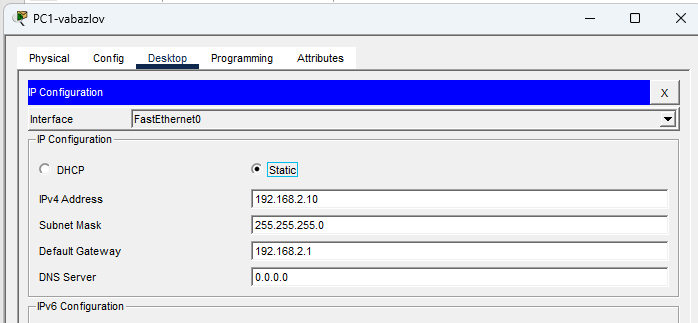 PC1-vabazlov
Physical Config Desktop Programming Attributes
IP Configuration X
Interface FastEthernet0
IP Configuration
DHCP Static
IPv4 Address 192.168.2.10
Subnet Mask 255.255.255.0
Default Gateway 192.168.2.1
DNS Server 0.0.0.0
IPv6 Configuration